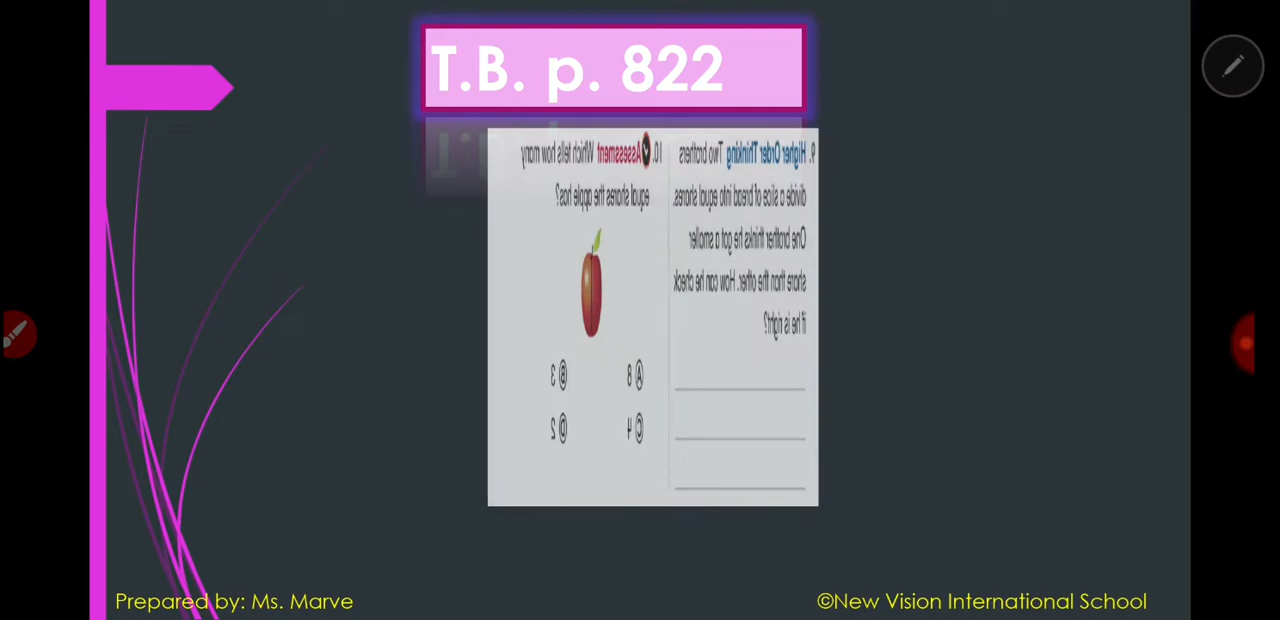 T.B. p. 822
9. Higher Order Thinking Two brothers
divide a slice of bread into equal shares.
One brother thinks he got a smaller
share than the other. How can he check
if he is right?
10. Assessment Which tells how many
equal shares the apple has?
A 8
B 3
C 4
D 2
Prepared by: Ms. Marve
©New Vision International School